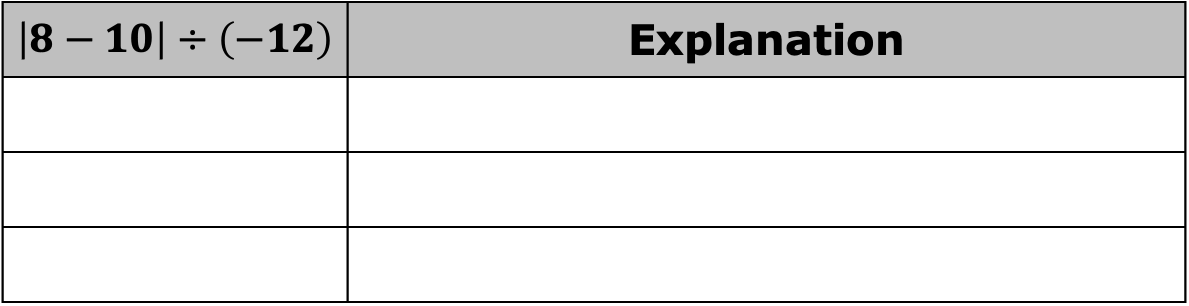 |8 − 10| ÷ (−12) Explanation